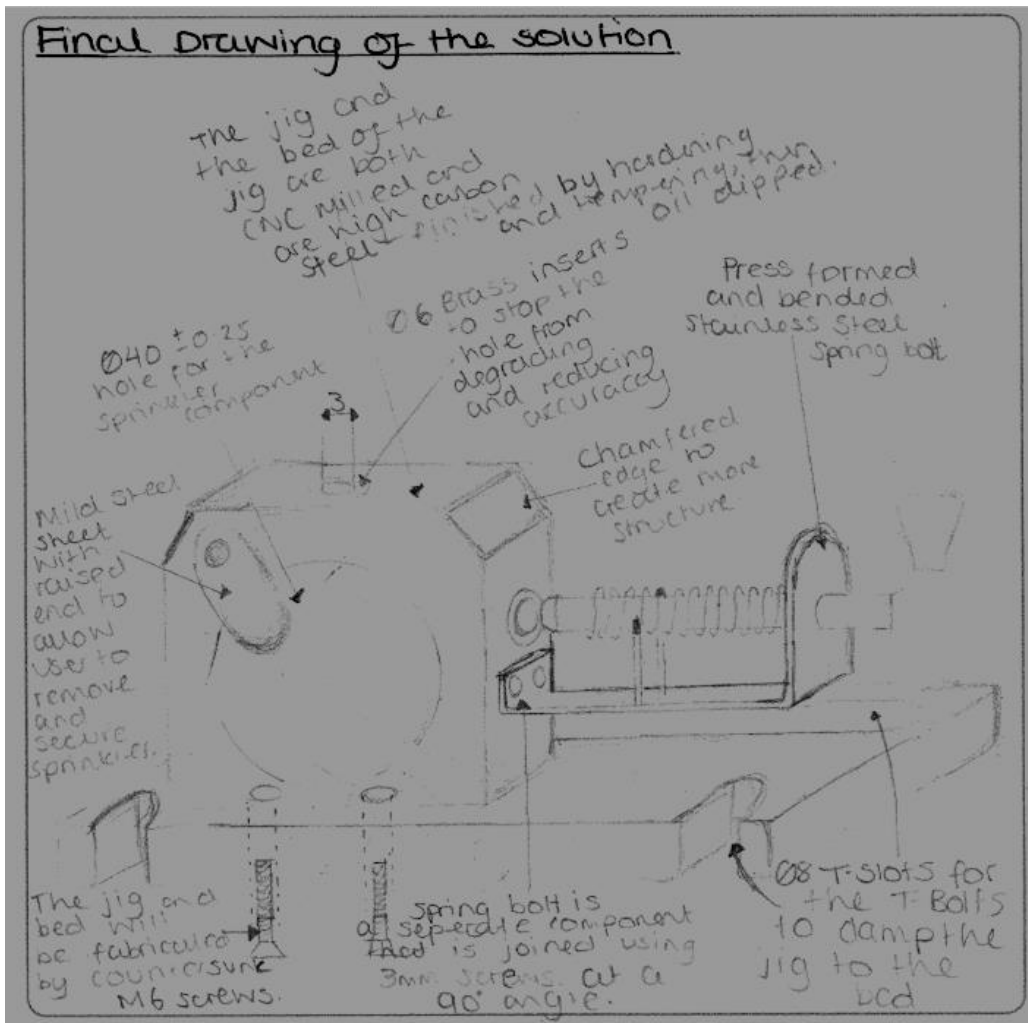 Final Drawing of the solution
The jig and
the bed of the
jig are both
CNC milled and
are high carbon
steel finished by hardening
and tempering, then
oil dipped.
Ø40 ± 0.25
hole for the
sprinkler
component
3
Ø6 Brass inserts
to stop the
hole from
degrading
and reducing
accuracy
Press formed
and bended
Stainless Steel
Spring bolt
Chamfered
edge to
create more
structure
Mild steel
sheet
with
raised
end to
allow
user to
remove
and
secure
sprinkler.
The jig and
bed will
be fabricated
by countersunk
M6 screws.
Spring bolt is
a seperate component
that is joined using
3mm screws at a
90° angle.
Ø8 T-slots for
the T-Bolts
to clamp the
jig to the
bed